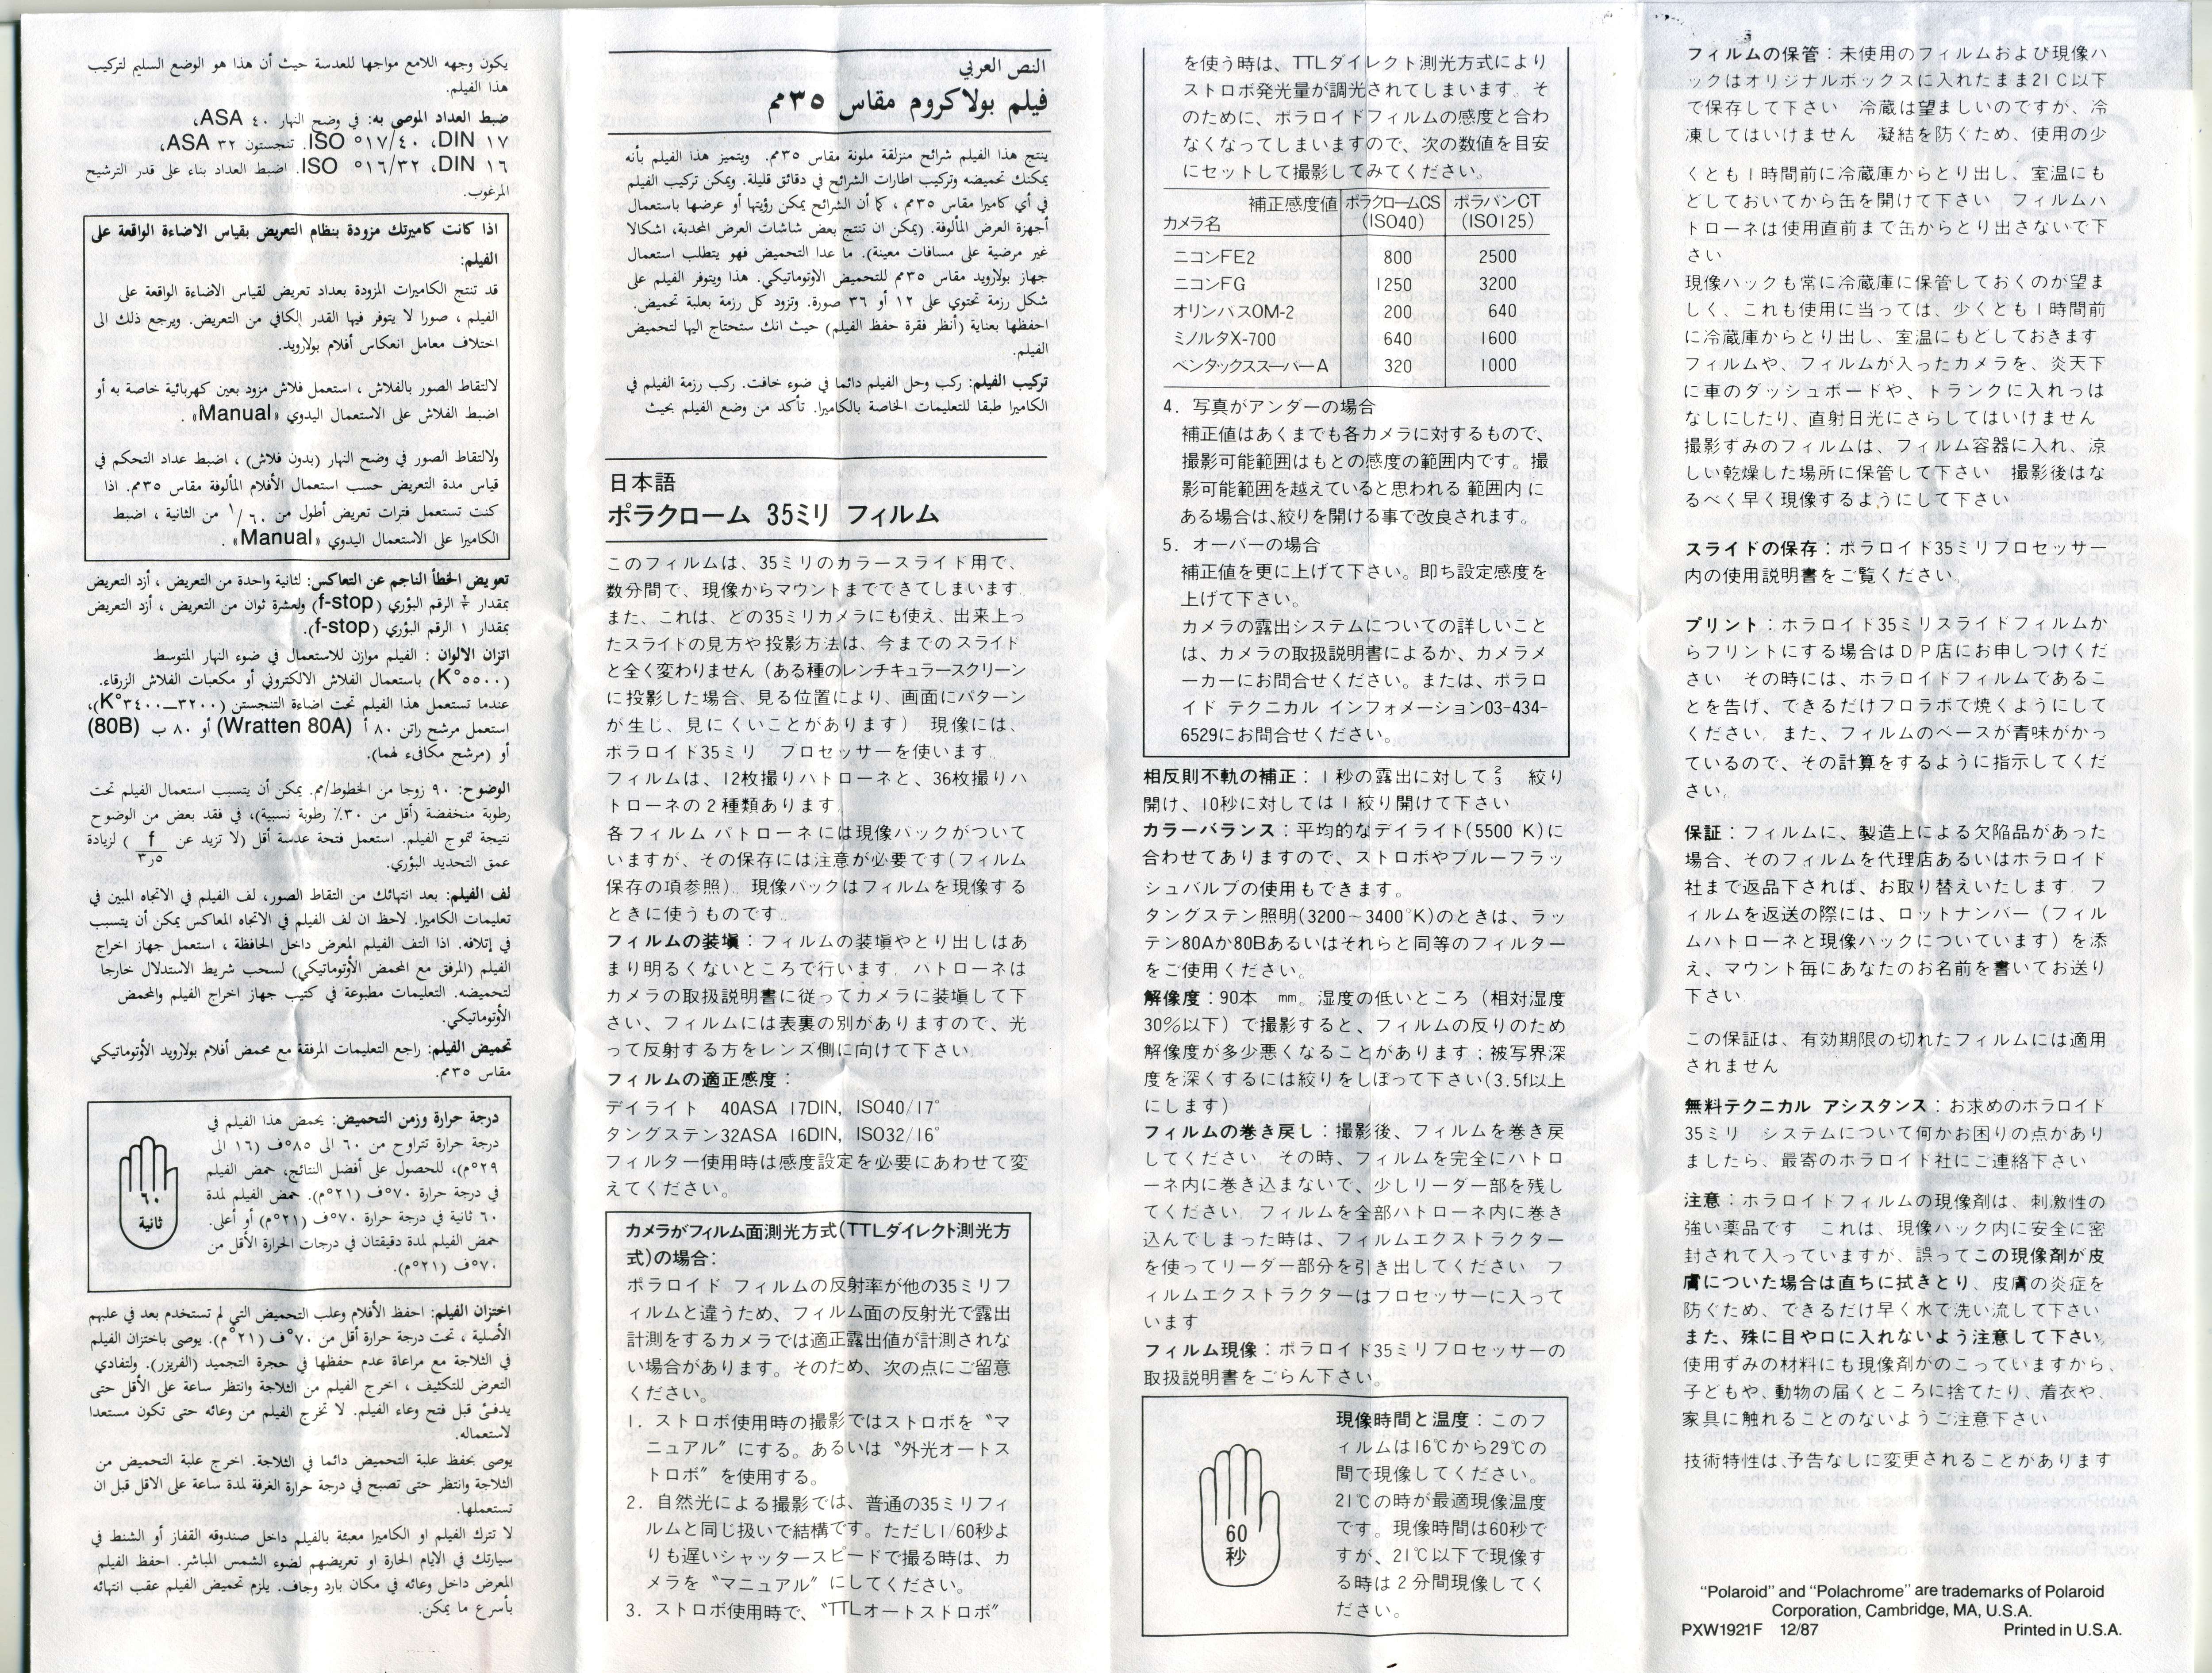 النص العربي
فيلم بولاكروم مقاس ٣٥مم
ينتج هذا الفيلم شرائح منزلقة ملونة مقاس ٣٥مم. ويتميز هذا الفيلم بأنه
يمكنك تحميضه وتركيب اطارات الشرائح في دقائق قليلة. ويمكن تركيب الفيلم
في أي كاميرا مقاس ٣٥مم ، كما أن الشرائح يمكن رؤيتها أو عرضها باستعمال
أجهزة العرض المألوفة. (يمكن ان تنتج بعض شاشات العرض المحدبة، اشكالا
غير مرضية على مسافات معينة). ما عدا التحميض فهو يتطلب استعمال
جهاز بولارويد مقاس ٣٥مم للتحميض الاوتوماتيكي. هذا ويتوفر الفيلم على
شكل رزمة تحتوي على ١٢ أو ٣٦ صورة. وتزود كل رزمة بعلبة تحميض.
احفظها بعناية (أنظر فقرة حفظ الفيلم) حيث انك ستحتاج اليها لتحميض
الفيلم.
تركيب الفيلم: ركب وحل الفيلم دائما في ضوء خافت. ركب رزمة الفيلم في
الكاميرا طبقا للتعليمات الخاصة بالكاميرا. تأكد من وضع الفيلم بحيث
يكون وجهه اللامع مواجها للعدسة حيث أن هذا هو الوضع السليم لتركيب
هذا الفيلم.
ضبط العداد الموصى به: في وضح النهار ٤٠ ASA،
١٧ DIN، ٤٠/١٧° ISO. تنجستون ٣٢ ASA،
١٦ DIN، ٣٢/١٦° ISO. اضبط العداد بناء على قدر الترشيح
المرغوب.
اذا كانت كاميرتك مزودة بنظام التعريض بقياس الاضاءة الواقعة على
الفيلم:
قد تنتج الكاميرات المزودة بعداد تعريض لقياس الاضاءة الواقعة على
الفيلم ، صورا لا يتوفر فيها القدر الكافي من التعريض. ويرجع ذلك الى
اختلاف معامل انعكاس أفلام بولارويد.
لالتقاط الصور بالفلاش ، استعمل فلاش مزود بعين كهربائية خاصة به أو
اضبط الفلاش على الاستعمال اليدوي «Manual» .
ولالتقاط الصور في وضح النهار (بدون فلاش) ، اضبط عداد التحكم في
قياس مدة التعريض حسب استعمال الأفلام المألوفة مقاس ٣٥مم. اذا
كنت تستعمل فترات تعريض أطول من ١/٦٠ من الثانية ، اضبط
الكاميرا على الاستعمال اليدوي «Manual» .
تعويض الخطأ الناجم عن التعاكس: لثانية واحدة من التعريض ، أزد التعريض
بمقدار ⅔ الرقم البؤري (f-stop) ولعشرة ثوان من التعريض ، أزد التعريض
بمقدار ١ الرقم البؤري (f-stop).
اتزان الالوان : الفيلم موازن للاستعمال في ضوء النهار المتوسط
(٥٥٠٠°K) باستعمال الفلاش الالكتروني أو مكعبات الفلاش الزرقاء.
عندما تستعمل هذا الفيلم تحت اضاءة التنجستن (٣٢٠٠—٣٤٠٠°K)،
استعمل مرشح راتن ٨٠ أ (Wratten 80A) أو ٨٠ ب (80B)
أو (مرشح مكافىء لهما).
الوضوح: ٩٠ زوجا من الخطوط/مم. يمكن أن يتسبب استعمال الفيلم تحت
رطوبة منخفضة (أقل من ٣٠٪ رطوبة نسبية)، في فقد بعض من الوضوح
نتيجة لتموج الفيلم. استعمل فتحة عدسة أقل (لا تزيد عن f/٣٫٥) لزيادة
عمق التحديد البؤري.
لف الفيلم: بعد انتهائك من التقاط الصور، لف الفيلم في الاتجاه المبين في
تعليمات الكاميرا. لاحظ ان لف الفيلم في الاتجاه المعاكس يمكن أن يتسبب
في إتلافه. اذا التف الفيلم المعرض داخل الحافظة ، استعمل جهاز اخراج
الفيلم (المرفق مع المحمض الأوتوماتيكي) لسحب شريط الاستدلال خارجا
لتحميضه. التعليمات مطبوعة في كتيب جهاز اخراج الفيلم والمحمض
الأوتوماتيكي.
تحميض الفيلم: راجع التعليمات المرفقة مع محمض أفلام بولارويد الأوتوماتيكي
مقاس ٣٥مم.
درجة حرارة وزمن التحميض: يحمض هذا الفيلم في
درجة حرارة تتراوح من ٦٠ الى ٨٥°ف (١٦ الى
٢٩°م)، للحصول على أفضل النتائج، حمض الفيلم
في درجة حرارة ٧٠°ف (٢١°م). حمض الفيلم لمدة
٦٠ ثانية في درجة حرارة ٧٠°ف (٢١°م) أو أعلى.
حمض الفيلم لمدة دقيقتان في درجات الحرارة الأقل من
٧٠°ف (٢١°م).
٦٠
ثانية
اختزان الفيلم: احفظ الأفلام وعلب التحميض التي لم تستخدم بعد في علبهم
الأصلية ، تحت درجة حرارة أقل من ٧٠°ف (٢١°م). يوصى باختزان الفيلم
في الثلاجة مع مراعاة عدم حفظها في حجرة التجميد (الفريزر). ولتفادي
التعرض للتكثيف ، اخرج الفيلم من الثلاجة وانتظر ساعة على الأقل حتى
يدفئ قبل فتح وعاء الفيلم. لا تخرج الفيلم من وعائه حتى تكون مستعدا
لاستعماله.
يوصى بحفظ علبة التحميض دائما في الثلاجة. اخرج علبة التحميض من
الثلاجة وانتظر حتى تصبح في درجة حرارة الغرفة لمدة ساعة على الاقل قبل ان
تستعملها.
لا تترك الفيلم او الكاميرا معبئة بالفيلم داخل صندوقه القفاز أو الشنط في
سيارتك في الايام الحارة او تعريضهم لضوء الشمس المباشر. احفظ الفيلم
المعرض داخل وعائه في مكان بارد وجاف. يلزم تحميض الفيلم عقب انتهائه
بأسرع ما يمكن.
日本語
ポラクローム 35ミリ フィルム
このフィルムは、35ミリのカラースライド用で、
数分間で、現像からマウントまでできてしまいます
また、これは、どの35ミリカメラにも使え、出来上っ
たスライドの見方や投影方法は、今までのスライド
と全く変わりません（ある種のレンチキュラースクリーン
に投影した場合、見る位置により、画面にパターン
が生じ、見にくいことがあります） 現像には、
ポラロイド35ミリ プロセッサーを使います
フィルムは、12枚撮りパトローネと、36枚撮りパ
トローネの2種類あります
各フィルム パトローネには現像パックがついて
いますが、その保存には注意が必要です(フィルム
保存の項参照) 現像パックはフィルムを現像する
ときに使うものです
フィルムの装塡：フィルムの装塡やとり出しはあ
まり明るくないところで行います パトローネは
カメラの取扱説明書に従ってカメラに装塡して下
さい、フィルムには表裏の別がありますので、光
って反射する方をレンズ側に向けて下さい。
フィルムの適正感度：
デイライト 40ASA 17DIN, ISO40/17°
タングステン32ASA 16DIN, ISO32/16°
フィルター使用時は感度設定を必要にあわせて変
えてください。
カメラがフィルム面測光方式(TTLダイレクト測光方
式)の場合:
ポラロイド フィルムの反射率が他の35ミリフ
ィルムと違うため、フィルム面の反射光で露出
計測をするカメラでは適正露出値が計測されな
い場合があります。そのため、次の点にご留意
ください。
1. ストロボ使用時の撮影ではストロボを〝マ
ニュアル〞にする。あるいは〝外光オートス
トロボ〞を使用する。
2. 自然光による撮影では、普通の35ミリフィ
ルムと同じ扱いで結構です。ただし1/60秒よ
りも遅いシャッタースピードで撮る時は、カ
メラを〝マニュアル〞にしてください。
3. ストロボ使用時で、〝TTLオートストロボ〞
を使う時は、TTLダイレクト測光方式により
ストロボ発光量が調光されてしまいます。そ
のために、ポラロイドフィルムの感度と合わ
なくなってしまいますので、次の数値を目安
にセットして撮影してみてください。
補正感度値 ポラクロームCS ポラパンCT
カメラ名 (ISO40) (ISO125)
ニコンFE2 800 2500
ニコンFG 1250 3200
オリンパスOM-2 200 640
ミノルタX-700 640 1600
ペンタックススーパーA 320 1000
4. 写真がアンダーの場合
補正値はあくまでも各カメラに対するもので、
撮影可能範囲はもとの感度の範囲内です。撮
影可能範囲を越えていると思われる 範囲内 に
ある場合は、絞りを開ける事で改良されます。
5. オーバーの場合
補正値を更に上げて下さい。即ち設定感度を
上げて下さい。
カメラの露出システムについての詳しいこと
は、カメラの取扱説明書によるか、カメラメ
ーカーにお問合せください。または、ポラロ
イド テクニカル インフォメーション03-434-
6529にお問合せください。
相反則不軌の補正：1秒の露出に対して⅔ 絞り
開け、10秒に対しては1絞り開けて下さい
カラーバランス：平均的なデイライト(5500 K)に
合わせてありますので、ストロボやブルーフラッ
シュバルブの使用もできます。
タングステン照明(3200～3400°K)のときは、ラッ
テン80Aか80Bあるいはそれらと同等のフィルター
をご使用ください。
解像度：90本 ㎜。湿度の低いところ（相対湿度
30％以下）で撮影すると、フィルムの反りのため
解像度が多少悪くなることがあります；被写界深
度を深くするには絞りをしぼって下さい(3.5f以上
にします)
フィルムの巻き戻し：撮影後、フィルムを巻き戻
してください その時、フィルムを完全にパトロ
ーネ内に巻き込まないで、少しリーダー部を残し
てください フィルムを全部パトローネ内に巻き
込んでしまった時は、フィルムエクストラクター
を使ってリーダー部分を引き出してください フ
ィルムエクストラクターはプロセッサーに入って
います
フィルム現像：ポラロイド35ミリプロセッサーの
取扱説明書をごらん下さい。
60
秒
現像時間と温度：このフ
ィルムは16℃から29℃の
間で現像してください。
21℃の時が最適現像温度
です。現像時間は60秒で
すが、21℃以下で現像す
る時は2分間現像してく
ださい。
フィルムの保管：未使用のフィルムおよび現像パ
ックはオリジナルボックスに入れたまま21C以下
で保存して下さい 冷蔵は望ましいのですが、冷
凍してはいけません 凝結を防ぐため、使用の少
くとも1時間前に冷蔵庫からとり出し、室温にも
どしておいてから缶を開けて下さい フィルムパ
トローネは使用直前まで缶からとり出さないで下
さい
現像パックも常に冷蔵庫に保管しておくのが望ま
しく、これも使用に当っては、少くとも1時間前
に冷蔵庫からとり出し、室温にもどしておきます
フィルムや、フィルムが入ったカメラを、炎天下
に車のダッシュボードや、トランクに入れっぱ
なしにしたり、直射日光にさらしてはいけません
撮影ずみのフィルムは、フィルム容器に入れ、涼
しい乾燥した場所に保管して下さい 撮影後はな
るべく早く現像するようにして下さい
スライドの保存：ポラロイド35ミリプロセッサー
内の使用説明書をご覧ください。
プリント：ポラロイド35ミリスライドフィルムか
らプリントにする場合はＤＰ店にお申しつけくだ
さい その時には、ポラロイドフィルムであるこ
とを告げ、できるだけプロラボで焼くようにして
ください また、フィルムのベースが青味がかっ
ているので、その計算をするように指示してくだ
さい。
保証：フィルムに、製造上による欠陥品があった
場合、そのフィルムを代理店あるいはポラロイド
社まで返品下されば、お取り替えいたします フ
ィルムを返送の際には、ロットナンバー（フィル
ムパトローネと現像パックについています）を添
え、マウント毎にあなたのお名前を書いてお送り
下さい
この保証は、有効期限の切れたフィルムには適用
されません
無料テクニカル アシスタンス：お求めのポラロイド
35ミリ システムについて何かお困りの点があり
ましたら、最寄のポラロイド社にご連絡下さい
注意：ポラロイドフィルムの現像剤は、刺激性の
強い薬品です これは、現像パック内に安全に密
封されて入っていますが、誤ってこの現像剤が皮
膚についた場合は直ちに拭きとり、皮膚の炎症を
防ぐため、できるだけ早く水で洗い流して下さい
また、殊に目や口に入れないよう注意して下さい。
使用ずみの材料にも現像剤がのこっていますから、
子どもや、動物の届くところに捨てたり、着衣や、
家具に触れることのないようご注意下さい
技術特性は、予告なしに変更されることがあります
“Polaroid” and “Polachrome” are trademarks of Polaroid
Corporation, Cambridge, MA, U.S.A.
PXW1921F 12/87 Printed in U.S.A.